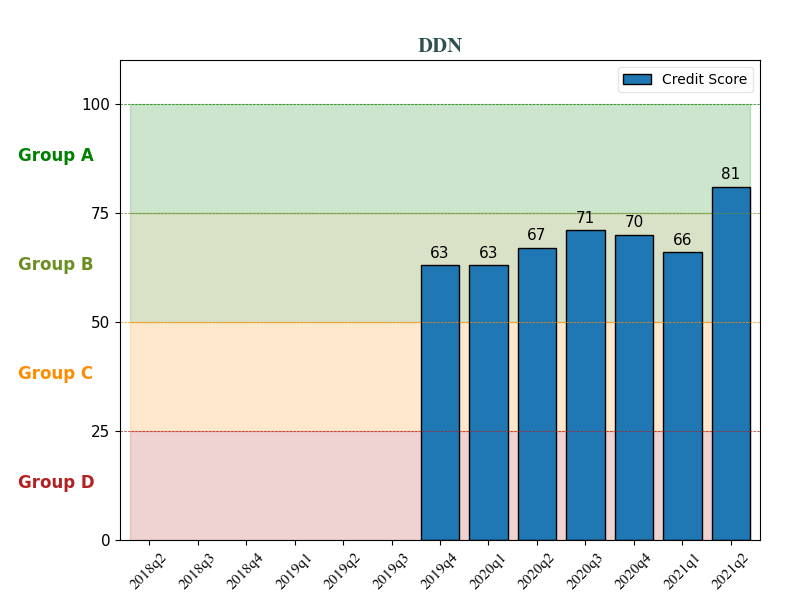 DDN
Credit Score
100
75
50
25
0
Group A
Group B
Group C
Group D
63
63
67
71
70
66
81
2018q2
2018q3
2018q4
2019q1
2019q2
2019q3
2019q4
2020q1
2020q2
2020q3
2020q4
2021q1
2021q2